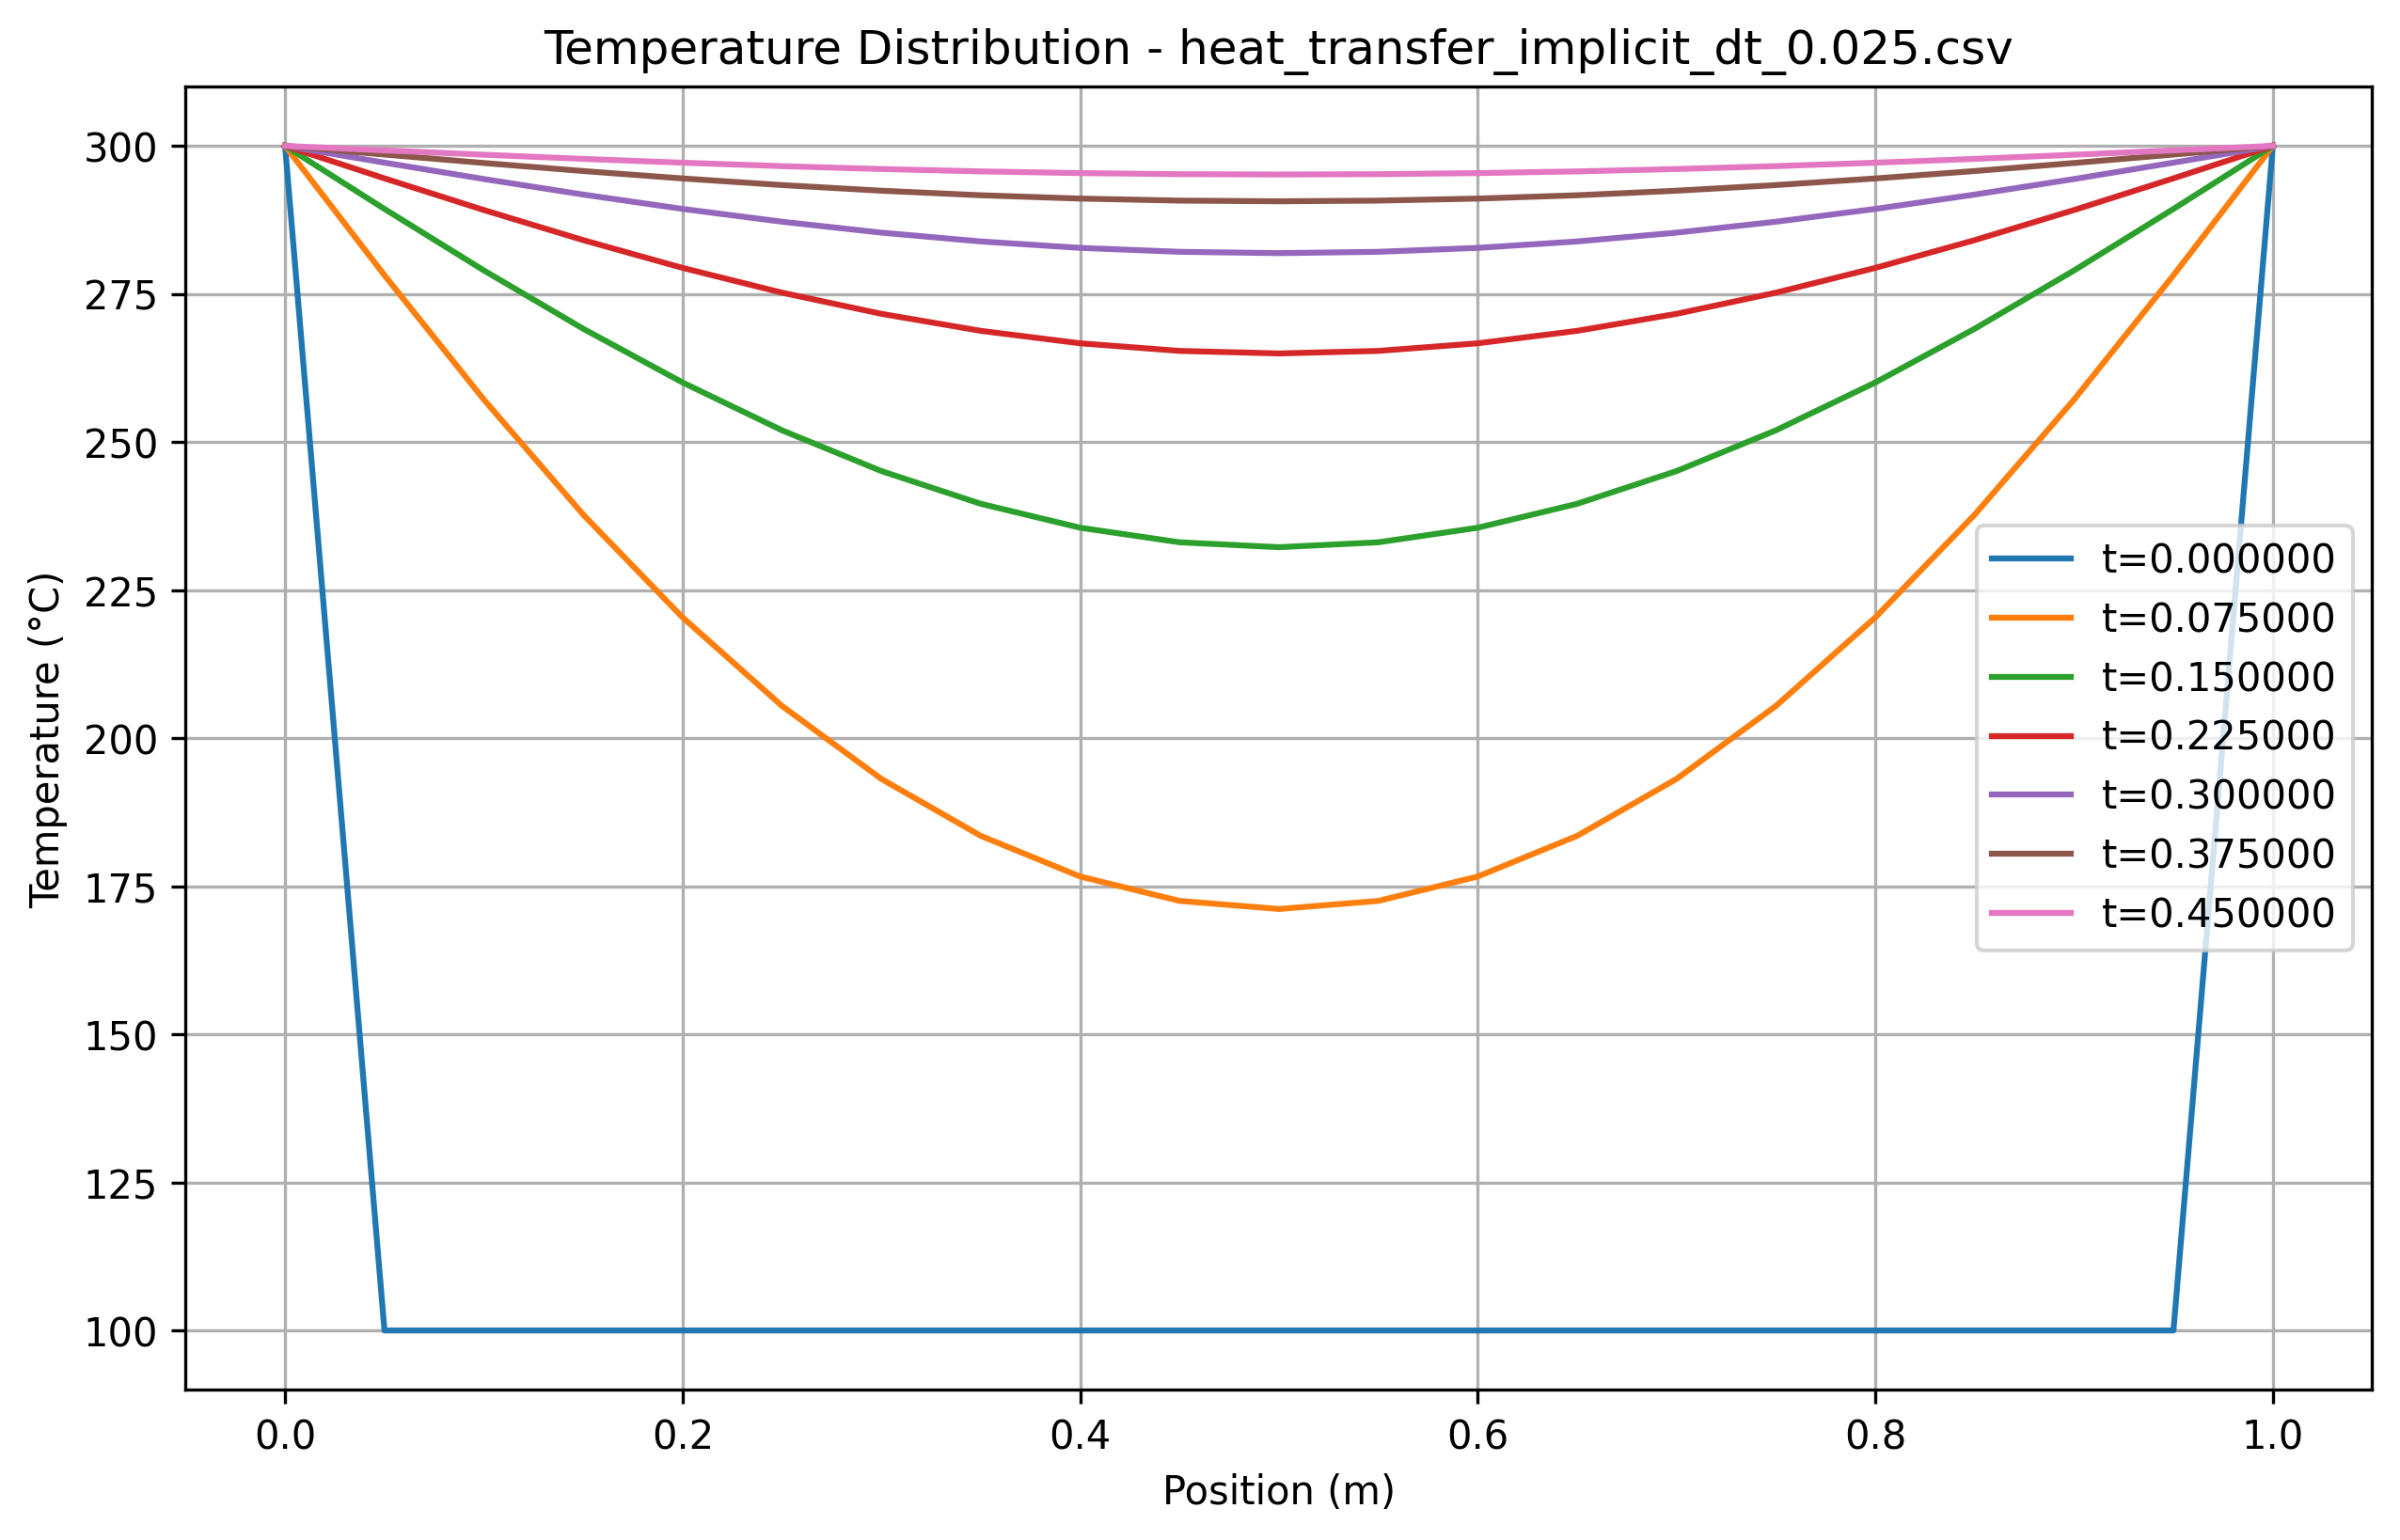 Temperature Distribution - heat_transfer_implicit_dt_0.025.csv
Temperature (°C)
300
275
250
225
200
175
150
125
100
t=0.000000
t=0.075000
t=0.150000
t=0.225000
t=0.300000
t=0.375000
t=0.450000
0.0 0.2 0.4 0.6 0.8 1.0
Position (m)